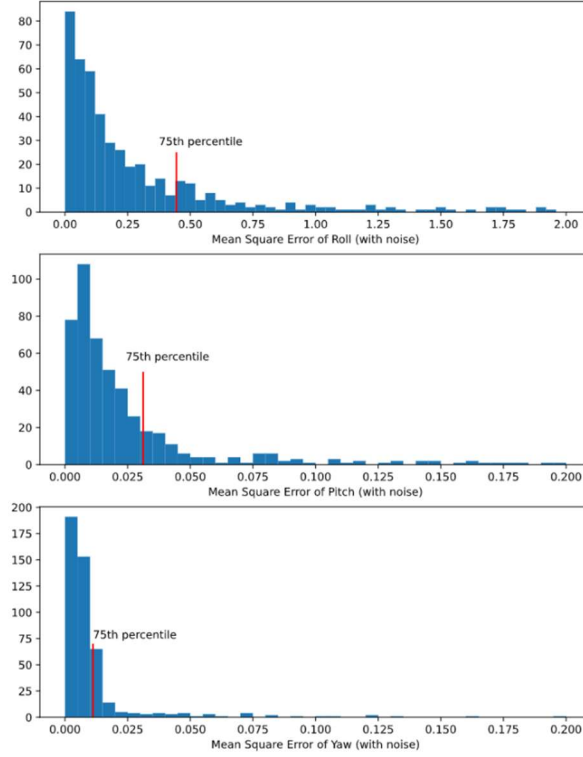 80
70
60
50
40
30
20
10
0
75th percentile
0.00 0.25 0.50 0.75 1.00 1.25 1.50 1.75 2.00
Mean Square Error of Roll (with noise)
100
80
60
40
20
0
75th percentile
0.000 0.025 0.050 0.075 0.100 0.125 0.150 0.175 0.200
Mean Square Error of Pitch (with noise)
200
175
150
125
100
75
50
25
0
75th percentile
0.000 0.025 0.050 0.075 0.100 0.125 0.150 0.175 0.200
Mean Square Error of Yaw (with noise)